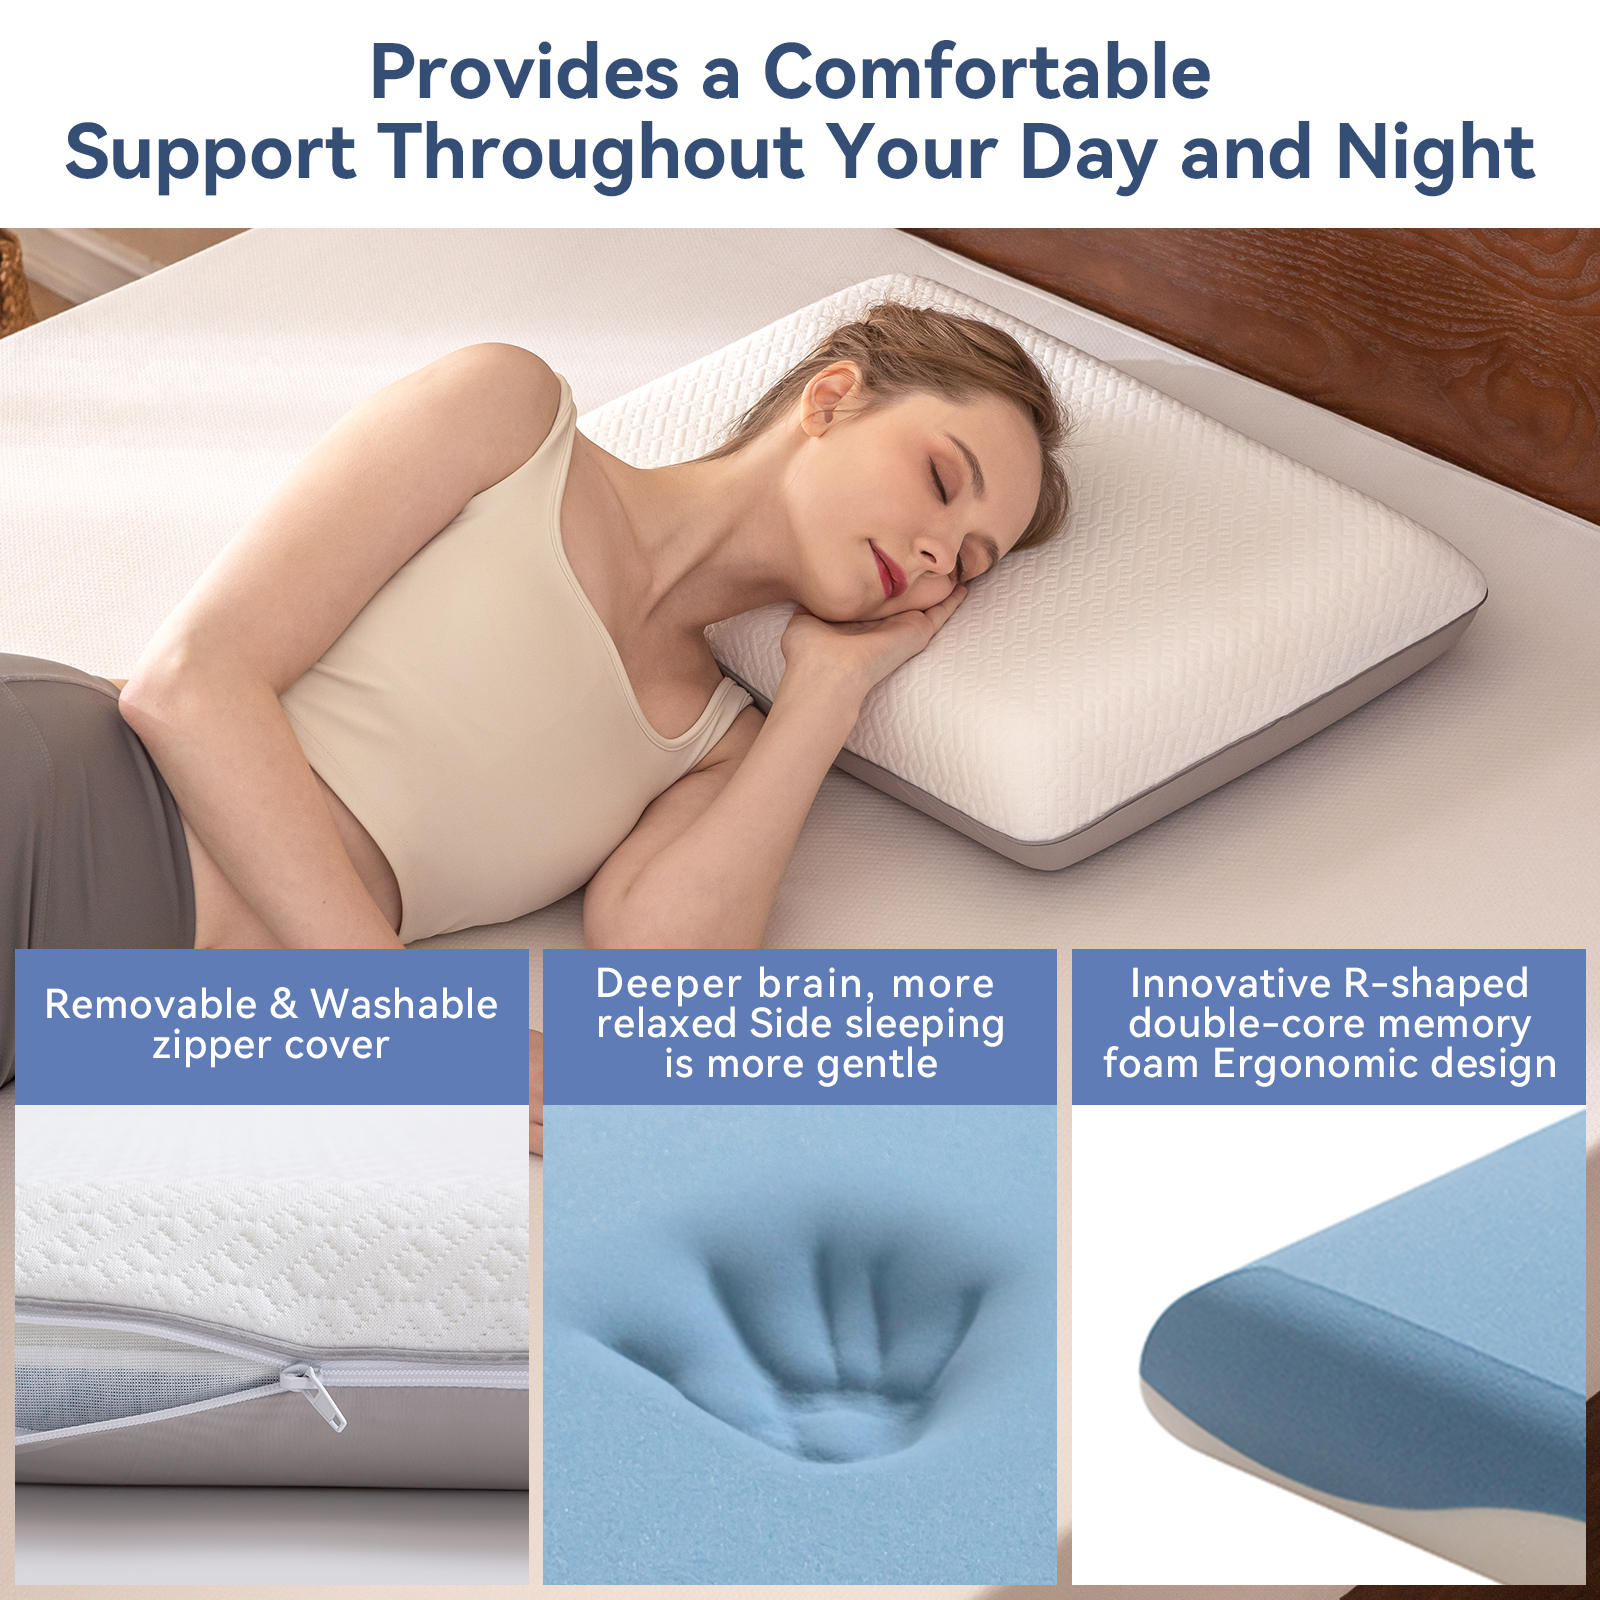 Provides a Comfortable
Support Throughout Your Day and Night
Removable & Washable
zipper cover
Deeper brain, more
relaxed Side sleeping
is more gentle
Innovative R-shaped
double-core memory
foam Ergonomic design